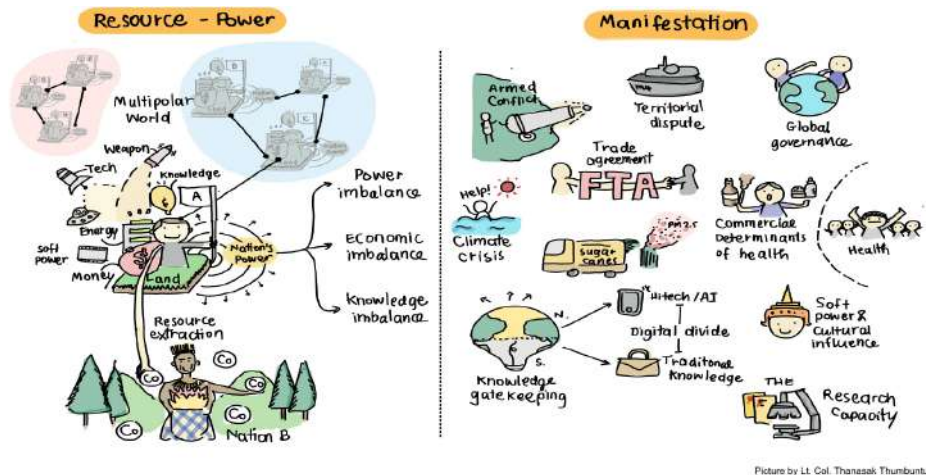 Resource - Power
Multipolar
World
Weapon
Tech
Knowledge
A
Energy
Soft
power
Money
Land
Nation's
Power
Power
imbalance
Economic
imbalance
Knowledge
imbalance
Resource
extraction
Co
Co
Co
Co
Co
Nation B
Manifestation
Armed
Conflict
Territorial
dispute
Global
governance
Trade
agreement
FTA
Help!
Climate
crisis
Sugar
canes
PM2.5
Commercial
Determinants
of health
Health
N.
S.
Knowledge
gatekeeping
Hitech/AI
Digital divide
Traditional
Knowledge
Soft
power &
Cultural
influence
THE
Research
Capacity
Picture by Lt. Col. Thanasak Thumbuntu